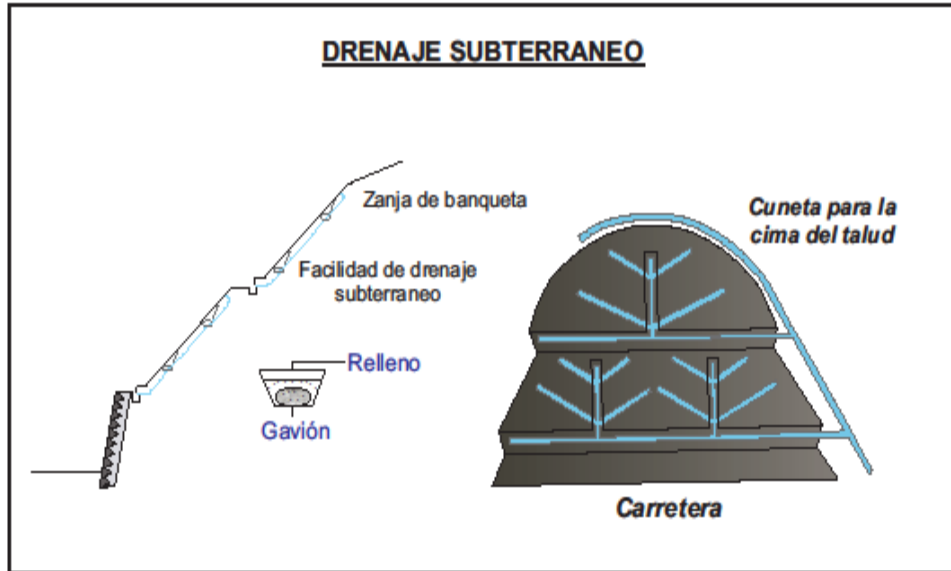 DRENAJE SUBTERRANEO
Zanja de banqueta
Facilidad de drenaje
subterraneo
Relleno
Gavión
Cuneta para la
cima del talud
Carretera